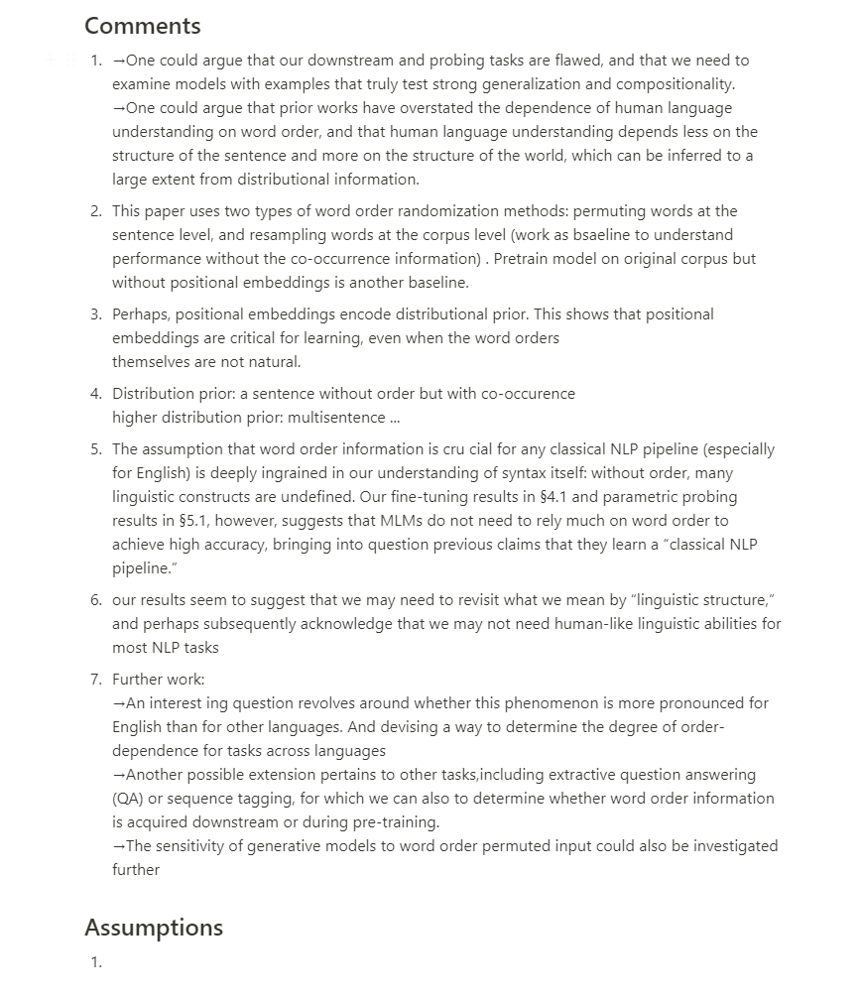 Comments
1. →One could argue that our downstream and probing tasks are flawed, and that we need to
examine models with examples that truly test strong generalization and compositionality.
→One could argue that prior works have overstated the dependence of human language
understanding on word order, and that human language understanding depends less on the
structure of the sentence and more on the structure of the world, which can be inferred to a
large extent from distributional information.
2. This paper uses two types of word order randomization methods: permuting words at the
sentence level, and resampling words at the corpus level (work as bsaeline to understand
performance without the co-occurrence information) . Pretrain model on original corpus but
without positional embeddings is another baseline.
3. Perhaps, positional embeddings encode distributional prior. This shows that positional
embeddings are critical for learning, even when the word orders
themselves are not natural.
4. Distribution prior: a sentence without order but with co-occurence
higher distribution prior: multisentence ...
5. The assumption that word order information is cru cial for any classical NLP pipeline (especially
for English) is deeply ingrained in our understanding of syntax itself: without order, many
linguistic constructs are undefined. Our fine-tuning results in §4.1 and parametric probing
results in §5.1, however, suggests that MLMs do not need to rely much on word order to
achieve high accuracy, bringing into question previous claims that they learn a “classical NLP
pipeline.”
6. our results seem to suggest that we may need to revisit what we mean by “linguistic structure,”
and perhaps subsequently acknowledge that we may not need human-like linguistic abilities for
most NLP tasks
7. Further work:
→An interest ing question revolves around whether this phenomenon is more pronounced for
English than for other languages. And devising a way to determine the degree of order-
dependence for tasks across languages
→Another possible extension pertains to other tasks,including extractive question answering
(QA) or sequence tagging, for which we can also to determine whether word order information
is acquired downstream or during pre-training.
→The sensitivity of generative models to word order permuted input could also be investigated
further
Assumptions
1.